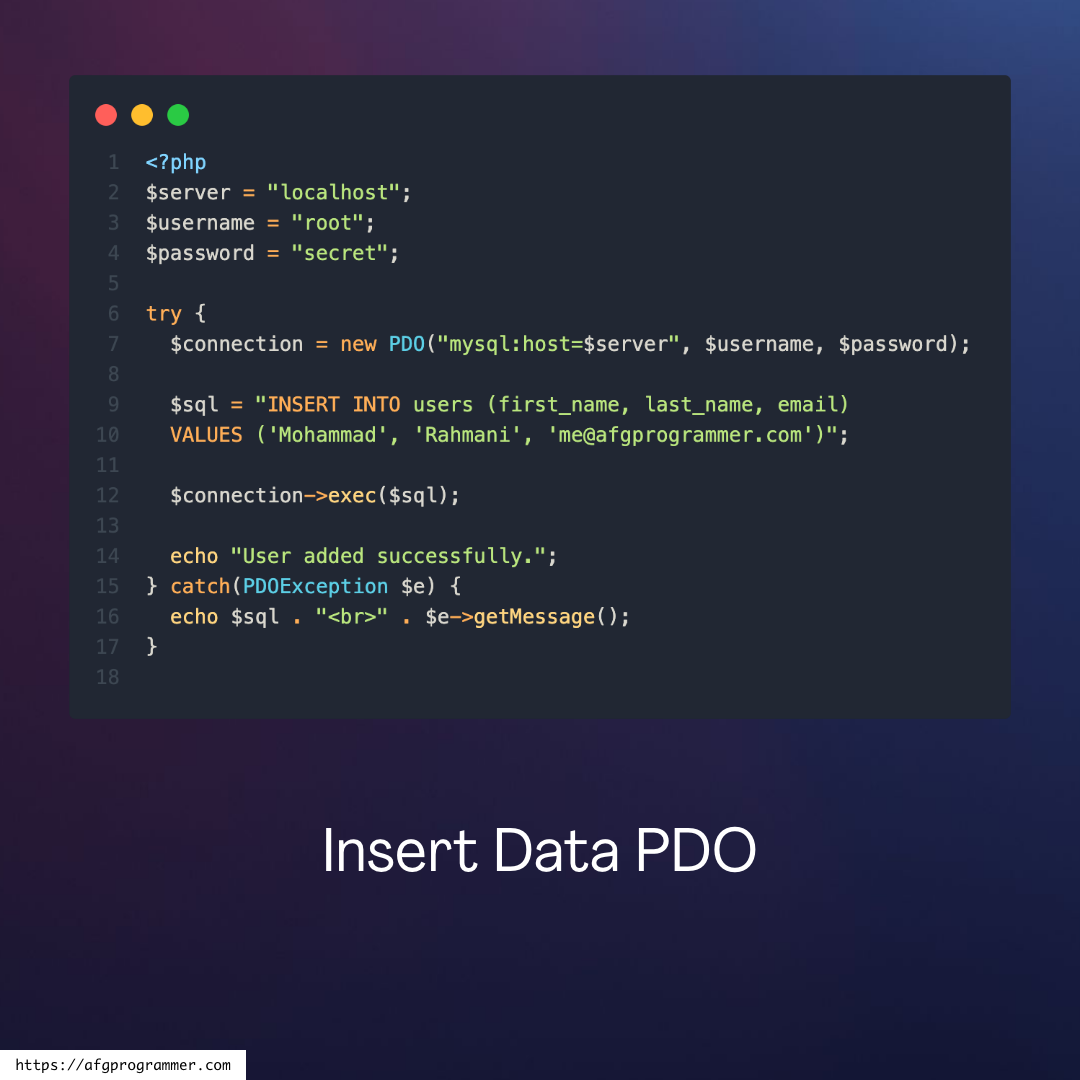 1 <?php
2 $server = "localhost";
3 $username = "root";
4 $password = "secret";
5
6 try {
7   $connection = new PDO("mysql:host=$server", $username, $password);
8
9   $sql = "INSERT INTO users (first_name, last_name, email)
10   VALUES ('Mohammad', 'Rahmani', 'me@afgprogrammer.com')";
11
12   $connection->exec($sql);
13
14   echo "User added successfully.";
15 } catch(PDOException $e) {
16   echo $sql . "<br>" . $e->getMessage();
17 }
18
Insert Data PDO
https://afgprogrammer.com